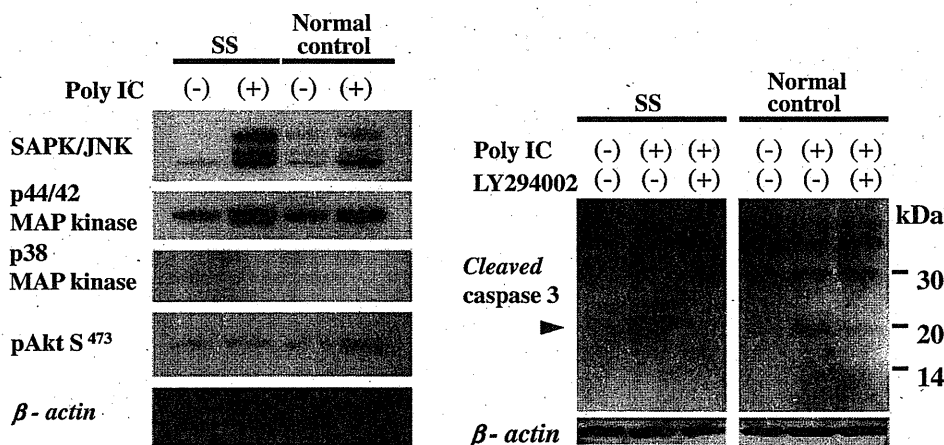 SS
Normal
control
Poly IC (-) (+) (-) (+)
SAPK/JNK
p44/42
MAP kinase
p38
MAP kinase
pAkt S 473
β - actin
SS
Normal
control
Poly IC (-) (+) (+) (-) (+) (+)
LY294002 (-) (-) (+) (-) (-) (+)
kDa
Cleaved
caspase 3
30
20
14
β - actin